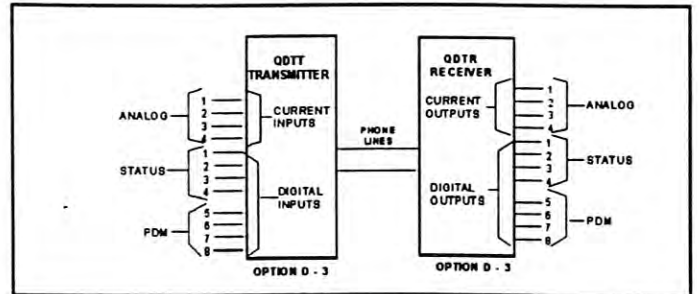 QDTT
TRANSMITTER
ANALOG
1
2
3
4
CURRENT
INPUTS
STATUS
1
2
3
4
DIGITAL
INPUTS
PDM
5
6
7
8
OPTION D - 3
PHONE
LINES
QDTR
RECEIVER
CURRENT
OUTPUTS
1
2
3
4
ANALOG
1
2
3
4
STATUS
DIGITAL
OUTPUTS
5
6
7
8
PDM
OPTION D - 3